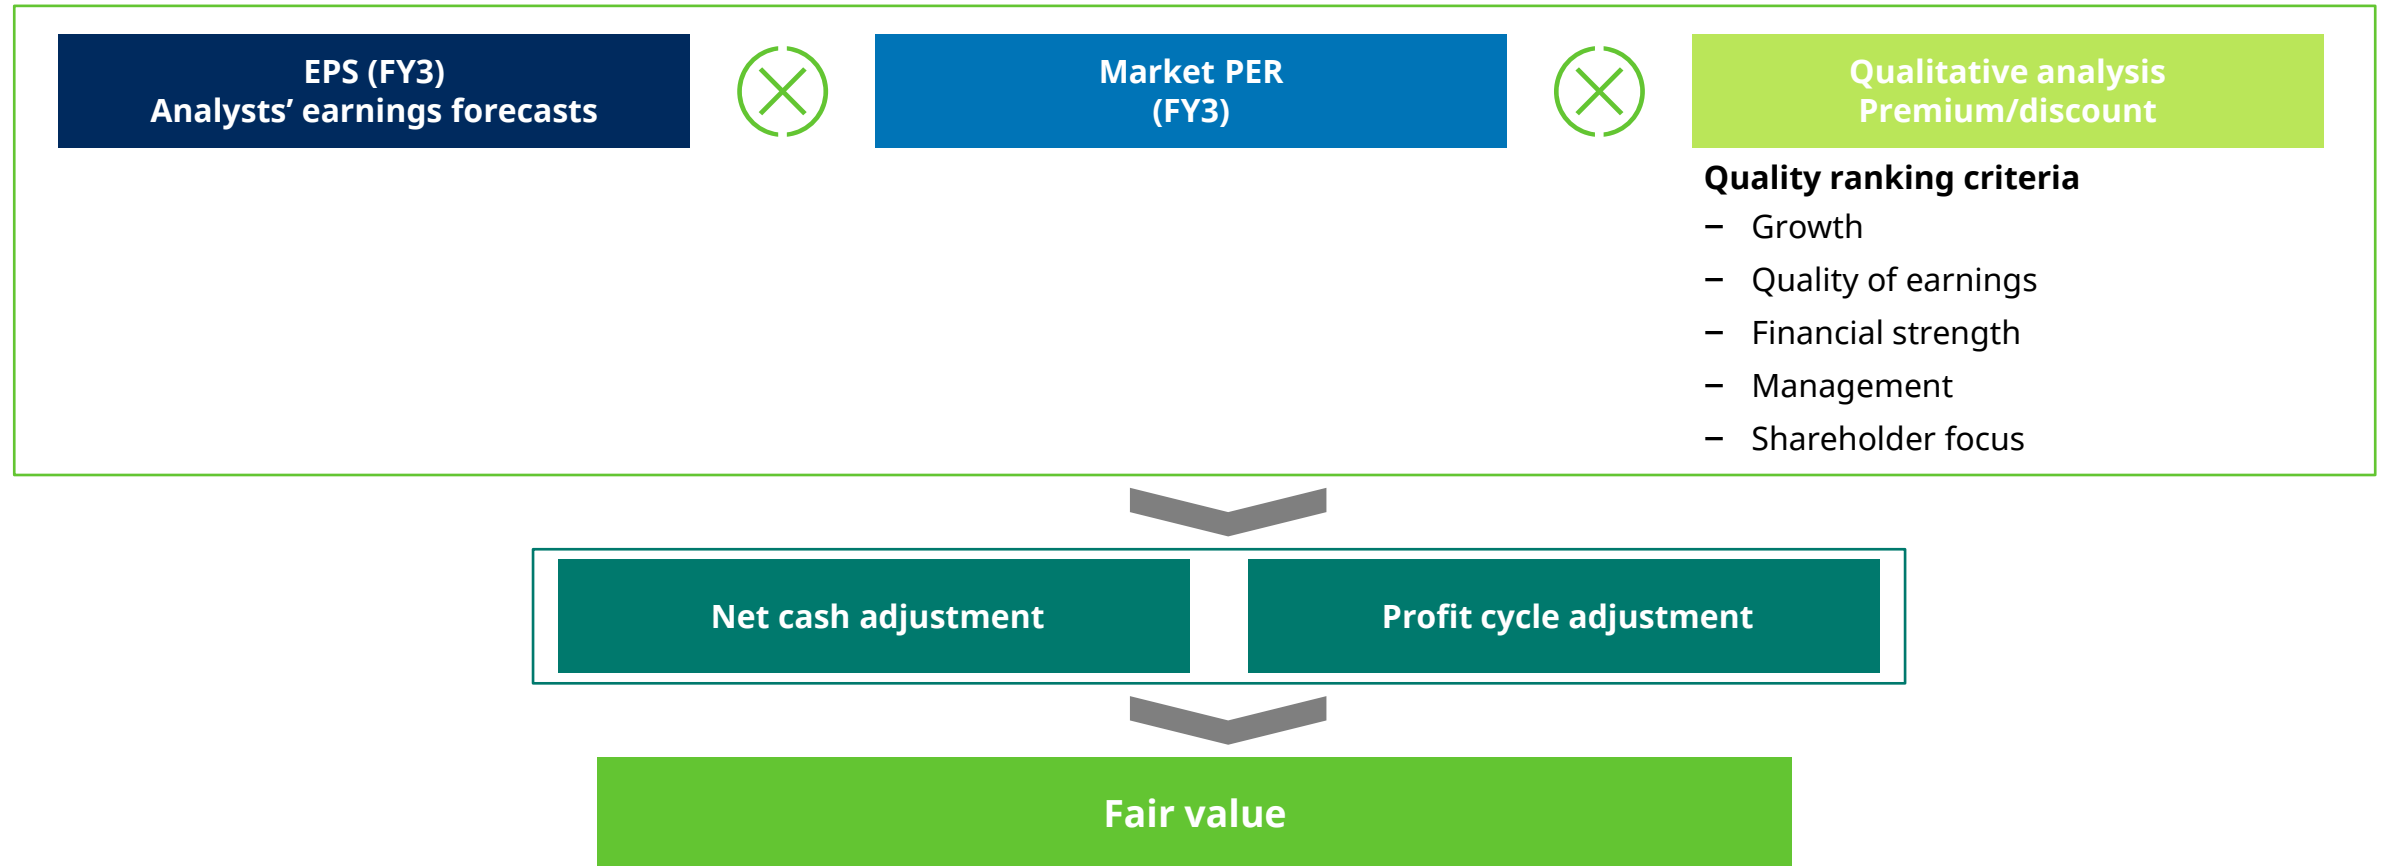 EPS (FY3)
Analysts’ earnings forecasts
Market PER
(FY3)
Qualitative analysis
Premium/discount
Quality ranking criteria
– Growth
– Quality of earnings
– Financial strength
– Management
– Shareholder focus
Net cash adjustment
Profit cycle adjustment
Fair value